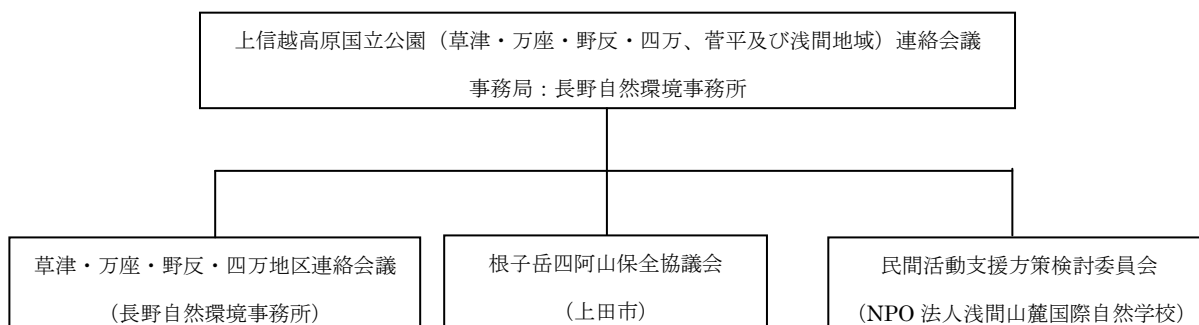 上信越高原国立公園（草津・万座・野反・四万、菅平及び浅間地域）連絡会議
事務局：長野自然環境事務所
草津・万座・野反・四万地区連絡会議
（長野自然環境事務所）
根子岳四阿山保全協議会
（上田市）
民間活動支援方策検討委員会
（NPO 法人浅間山麓国際自然学校）